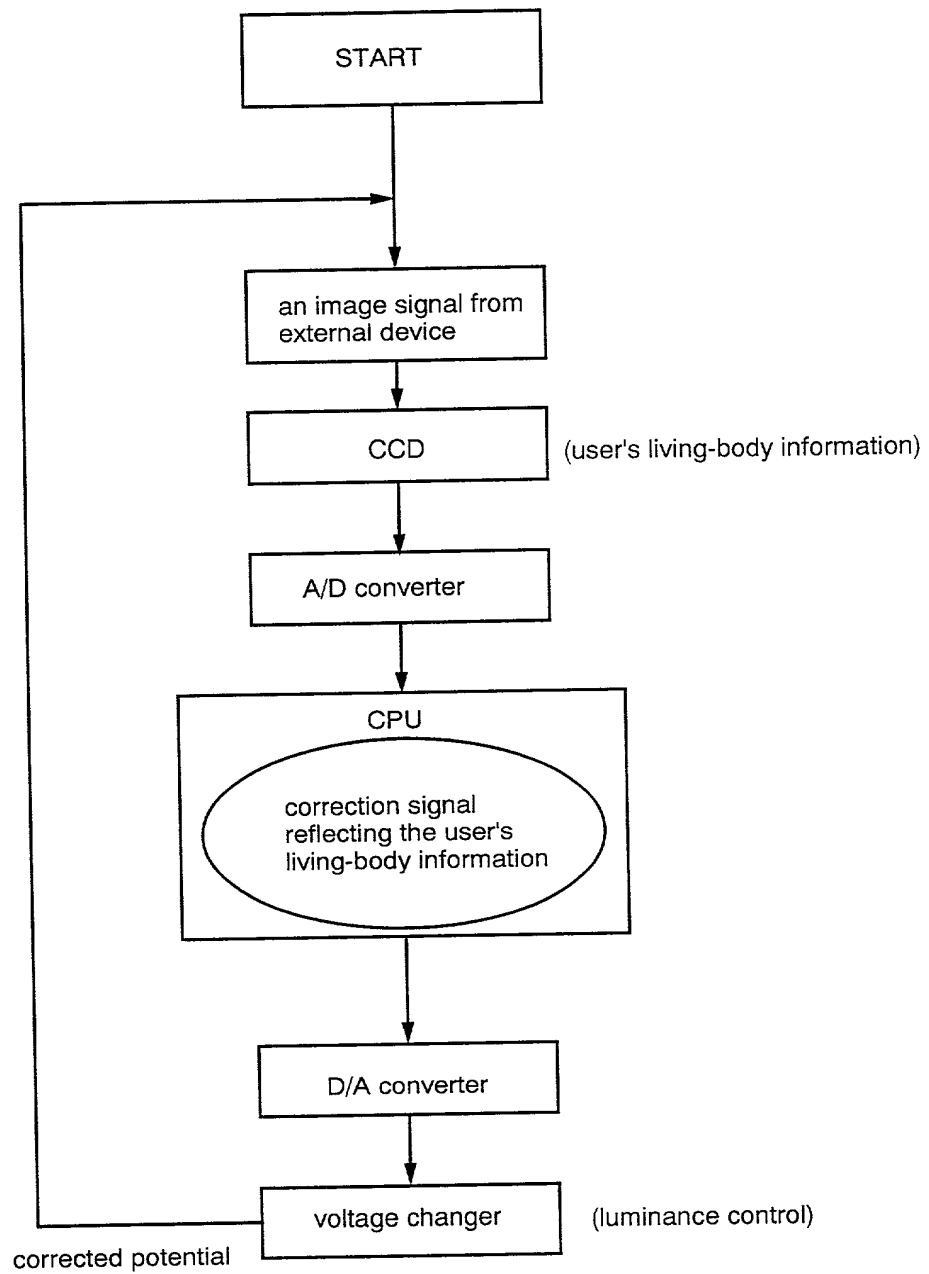 START
an image signal from
external device
CCD
(user's living-body information)
A/D converter
CPU
correction signal
reflecting the user's
living-body information
D/A converter
voltage changer
(luminance control)
corrected potential